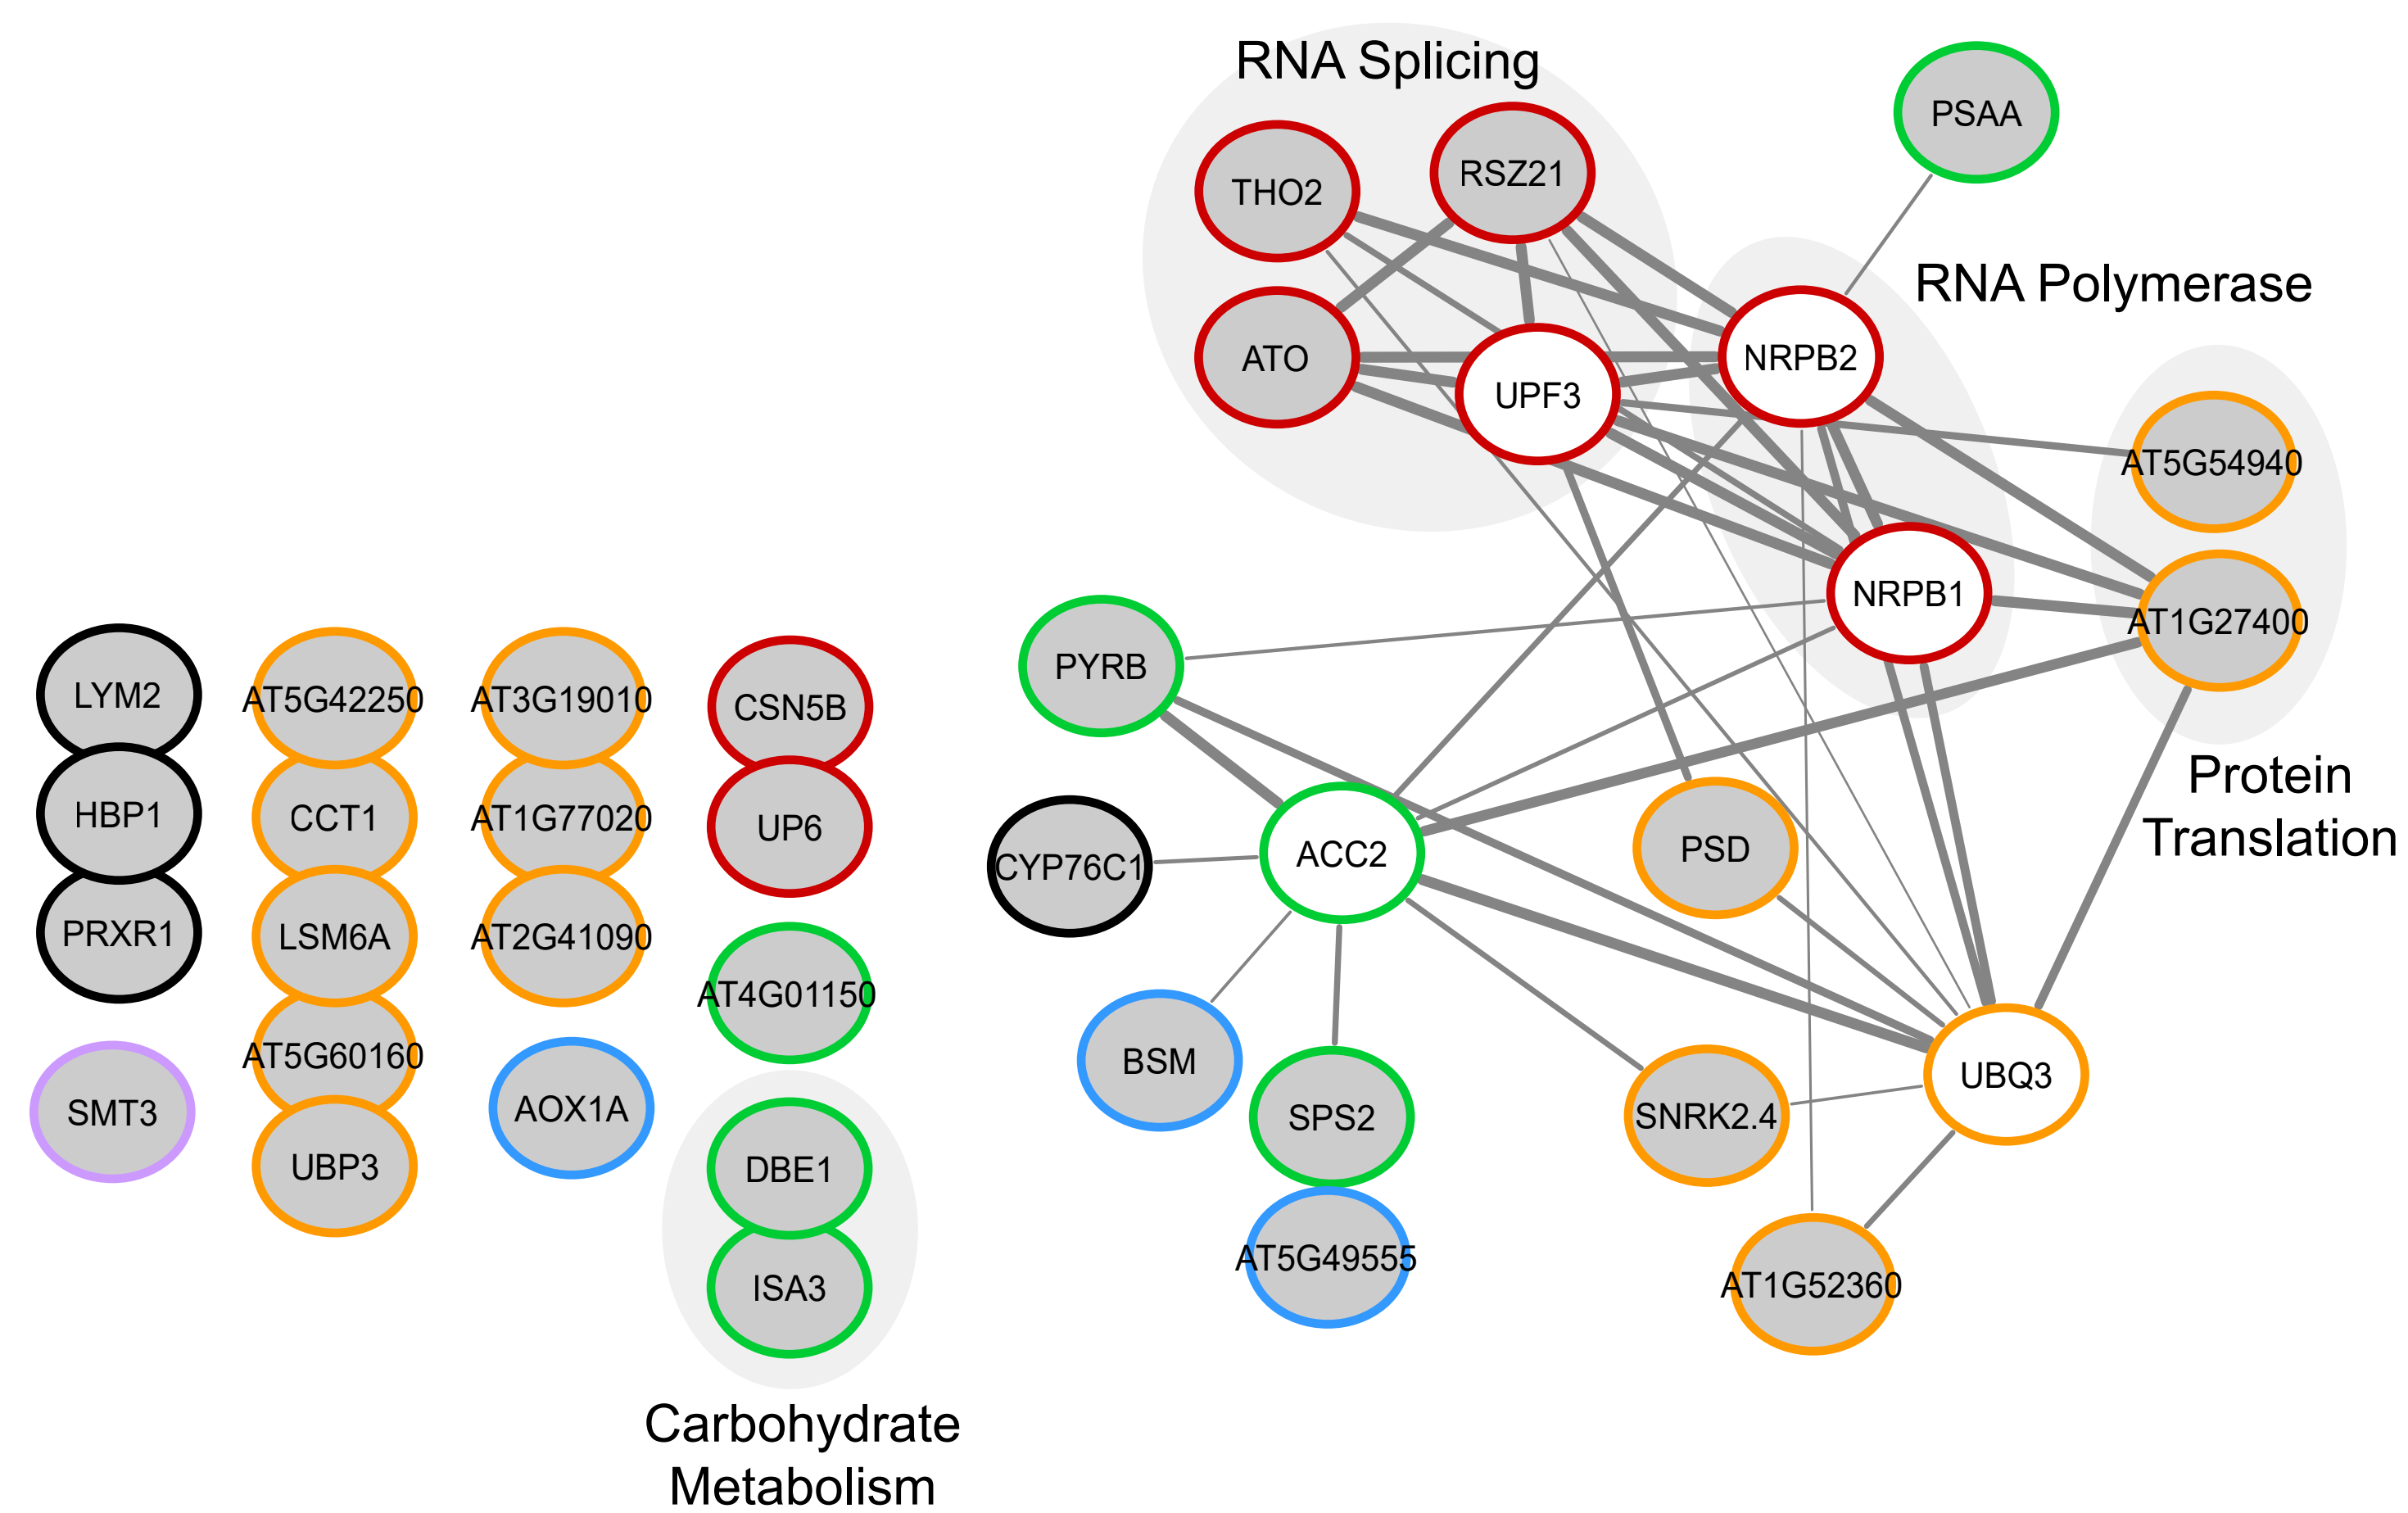 RNA Splicing
PSAA
RSZ21
THO2
RNA Polymerase
ATO
NRPB2
UPF3
AT5G54940
NRPB1
AT1G27400
PYRB
LYM2
AT5G42250
AT3G19010
CSN5B
Protein
Translation
HBP1
CCT1
AT1G77020
UP6
CYP76C1
ACC2
PSD
PRXR1
LSM6A
AT2G41090
AT4G01150
AT5G60160
BSM
UBQ3
SMT3
AOX1A
SPS2
SNRK2.4
UBP3
DBE1
AT5G49555
AT1G52360
ISA3
Carbohydrate
Metabolism